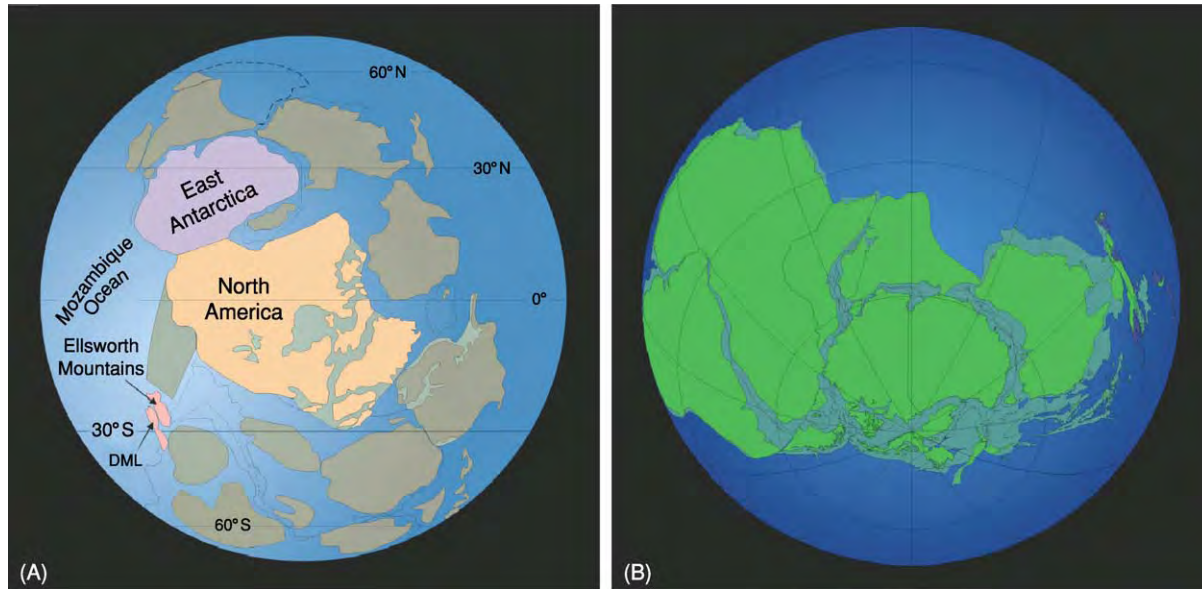 60°N
30°N
East
Antarctica
Mozambique
Ocean
North
America
0°
Ellsworth
Mountains
30°S
DML
60°S
(A)
(B)